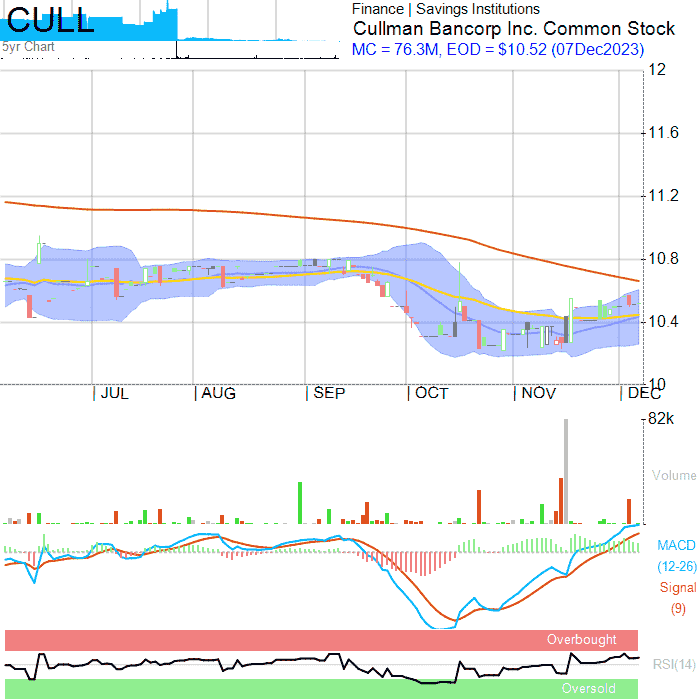 CULL
5yr Chart
Finance | Savings Institutions
Cullman Bancorp Inc. Common Stock
MC = 76.3M, EOD = $10.52 (07Dec2023)
12
11.6
11.2
10.8
10.4
10
JUL AUG SEP OCT NOV DEC
82k
Volume
MACD
(12-26)
Signal
(9)
Overbought
RSI(14)
Oversold